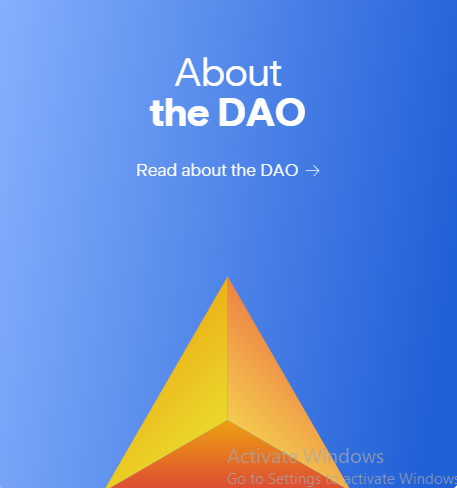 About
the DAO
Read about the DAO →
Activate Windows
Go to Settings to activate Windows